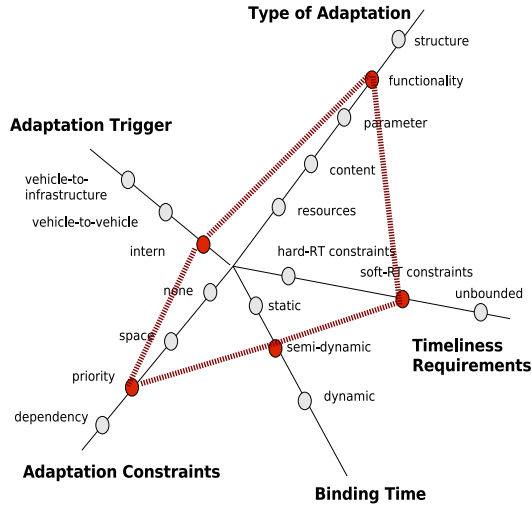 Type of Adaptation
structure
functionality
Adaptation Trigger
parameter
vehicle-to-
infrastructure
content
vehicle-to-vehicle
resources
intern
hard-RT constraints
soft-RT constraints
none
static
unbounded
space
semi-dynamic
Timeliness
Requirements
priority
dynamic
dependency
Adaptation Constraints
Binding Time